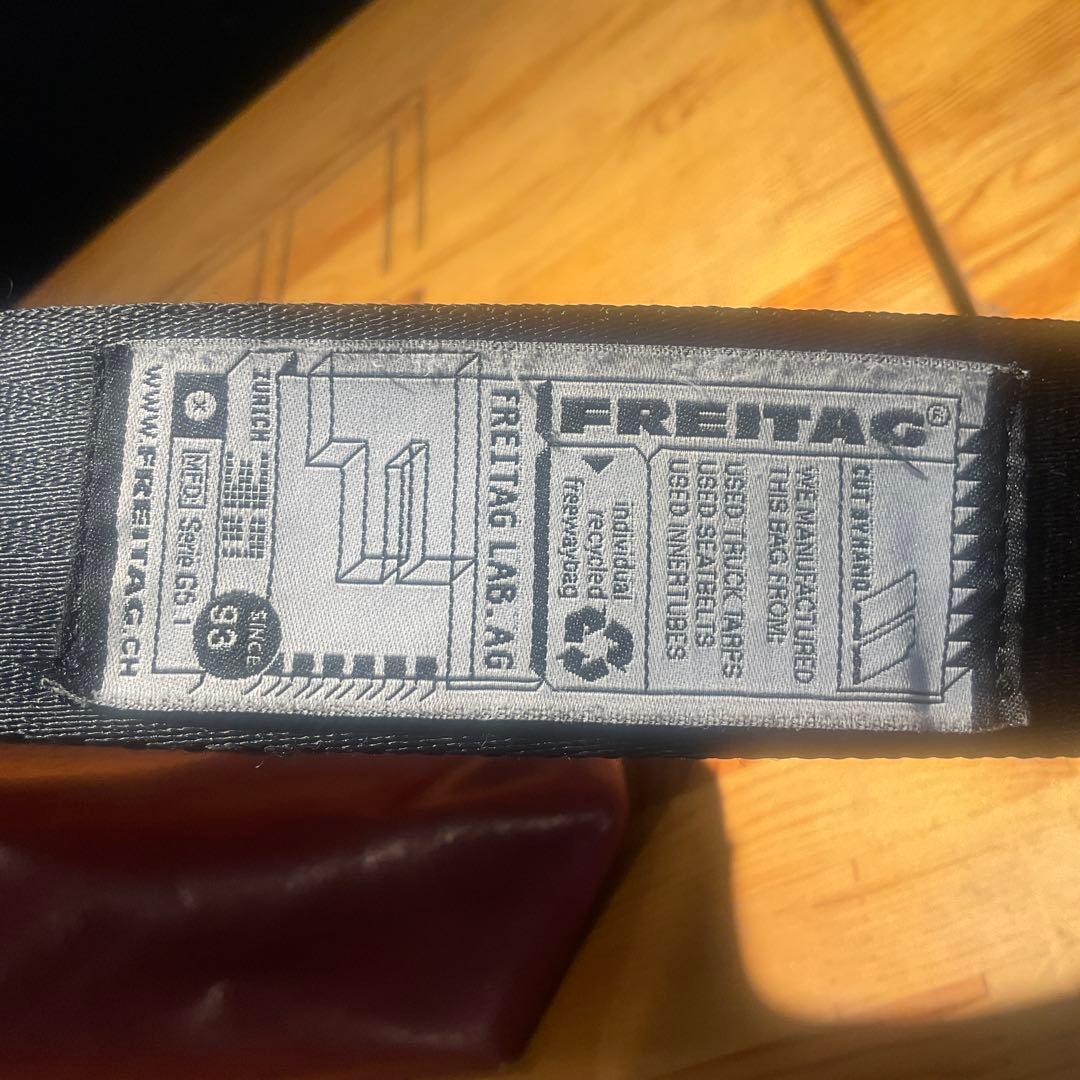 FREITAG®
CUT BY HAND
WE MANUFACTURED
THIS BAG FROM:
USED TRUCK TARPS
USED SEATBELTS
USED INNERTUBES
individual
recycled
freewaybag
FREITAG LAB. AG
ZURICH
SINCE
93
MFD: Serie G5.1
WWW.FREITAG.CH